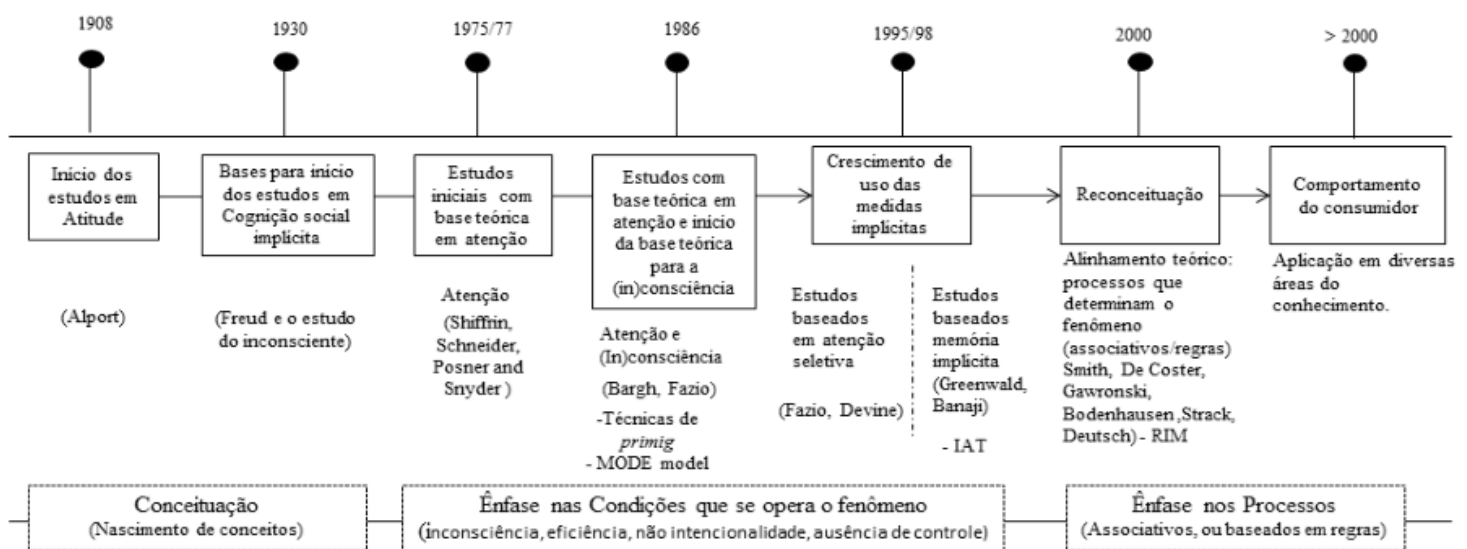 1908
1930
1975/77
1986
1995/98
2000
> 2000
Início dos
estudos em
Atitude
Bases para início
dos estudos em
Cognição social
implícita
Estudos
iniciais com
base teórica
em atenção
Estudos com
base teórica em
atenção e inicio
da base teórica
para a
(in)consciência
Crescimento de
uso das
medidas
implícitas
Reconceituação
Comportamento
do consumidor
(Alport)
(Freud e o estudo
do inconsciente)
Atenção
(Shiffrin,
Schneider,
Posner and
Snyder )
Atenção e
(In)consciência
(Bargh, Fazio)
-Técnicas de
primig
- MODE model
Estudos
baseados
em atenção
seletiva
(Fazio, Devine)
Estudos
baseados
memória
implícita
(Greenwald,
Banaji)
- IAT
Alinhamento teórico:
processos que
determinam o
fenômeno
(associativos/regras)
Smith, De Coster,
Gawronski,
Bodenhausen ,Strack,
Deutsch) - RIM
Aplicação em diversas
áreas do
conhecimento.
Conceituação
(Nascimento de conceitos)
Ênfase nas Condições que se opera o fenômeno
(inconsciência, eficiência, não intencionalidade, ausência de controle)
Ênfase nos Processos
(Associativos, ou baseados em regras)